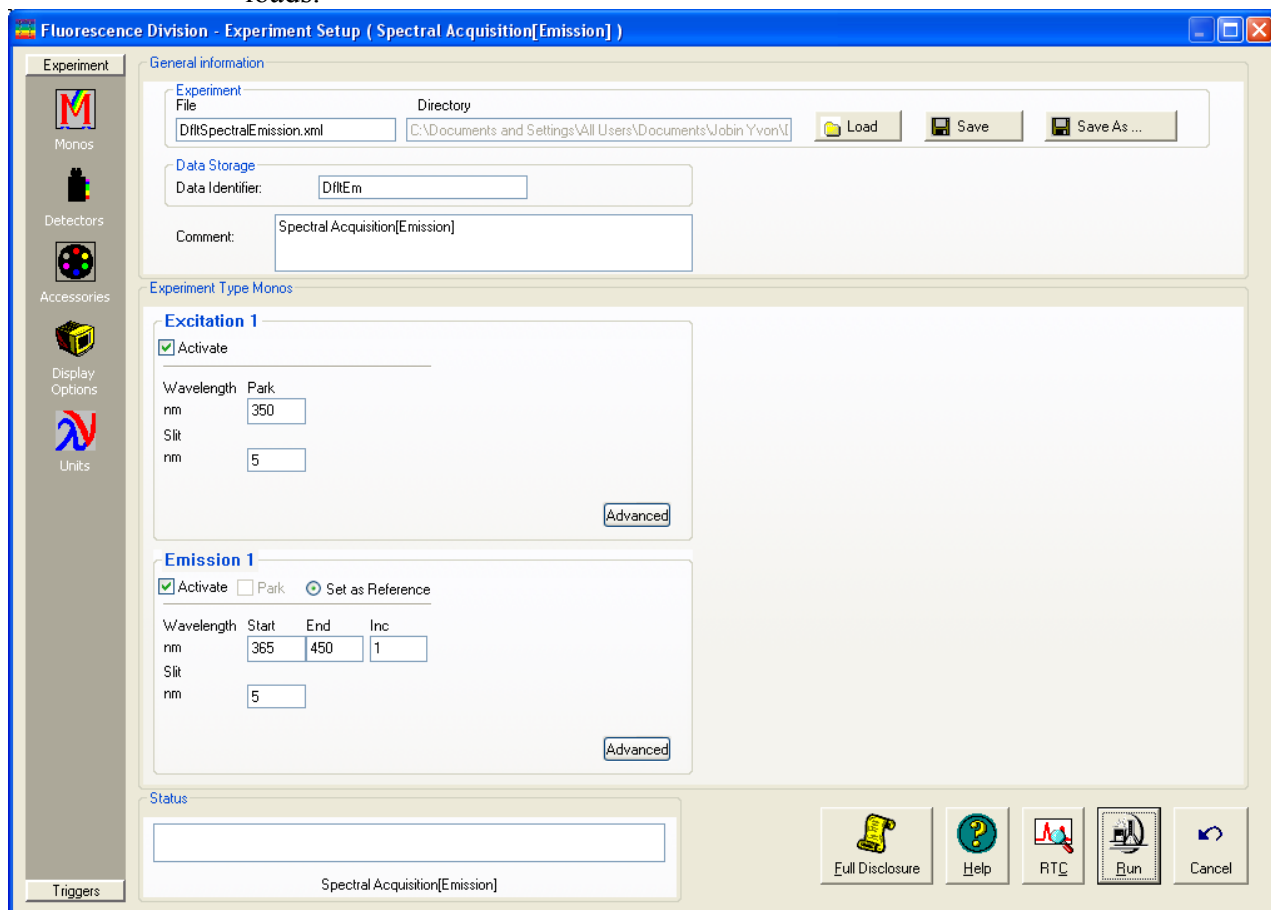 loads.
Fluorescence Division - Experiment Setup ( Spectral Acquisition[Emission] )
Experiment
Monos
Detectors
Accessories
Display
Options
Units
Triggers
General information
Experiment
File Directory
DfltSpectralEmission.xml C:\Documents and Settings\All Users\Documents\Jobin Yvon\ Load Save Save As ...
Data Storage
Data Identifier: DfltEm
Comment: Spectral Acquisition[Emission]
Experiment Type Monos
Excitation 1
Activate
Wavelength Park
nm 350
Slit
nm 5
Advanced
Emission 1
Activate Park Set as Reference
Wavelength Start End Inc
nm 365 450 1
Slit
nm 5
Advanced
Status
Spectral Acquisition[Emission]
Full Disclosure Help RTC Run Cancel